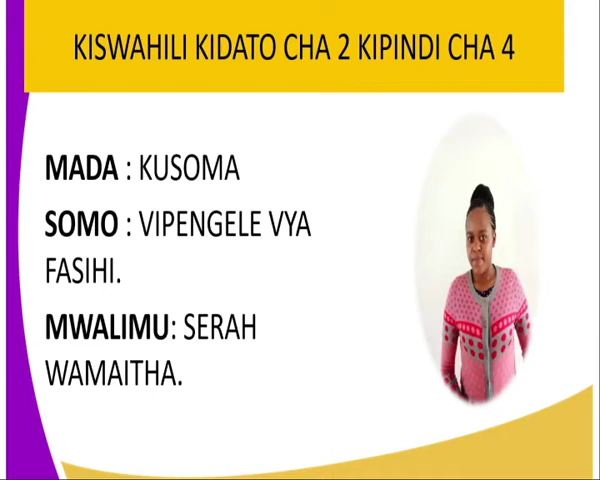 KISWAHILI KIDATO CHA 2 KIPINDI CHA 4
MADA : KUSOMA
SOMO : VIPENGELE VYA
FASIHI.
MWALIMU: SERAH
WAMAITHA.